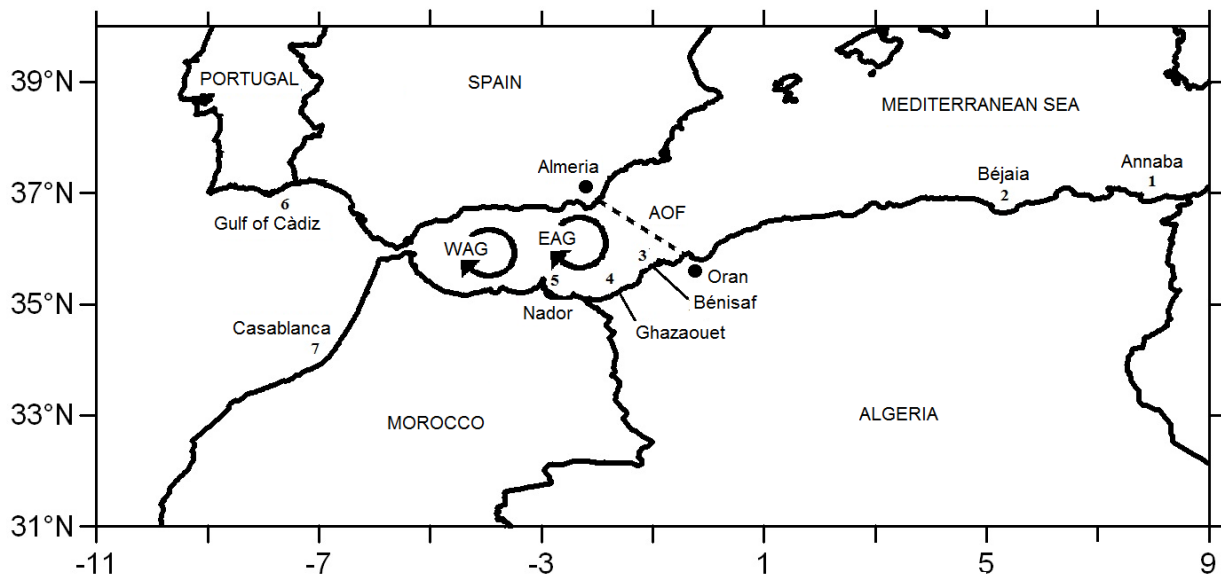 39°N
37°N
35°N
33°N
31°N
-11
-9
-7
-3
1
5
9
PORTUGAL
SPAIN
MEDITERRANEAN SEA
Almeria
Béjaia
Annaba
1
2
6
Gulf of Càdiz
AOF
WAG
EAG
3
4
5
Oran
Bénisaf
Nador
Ghazaouet
Casablanca
7
MOROCCO
ALGERIA